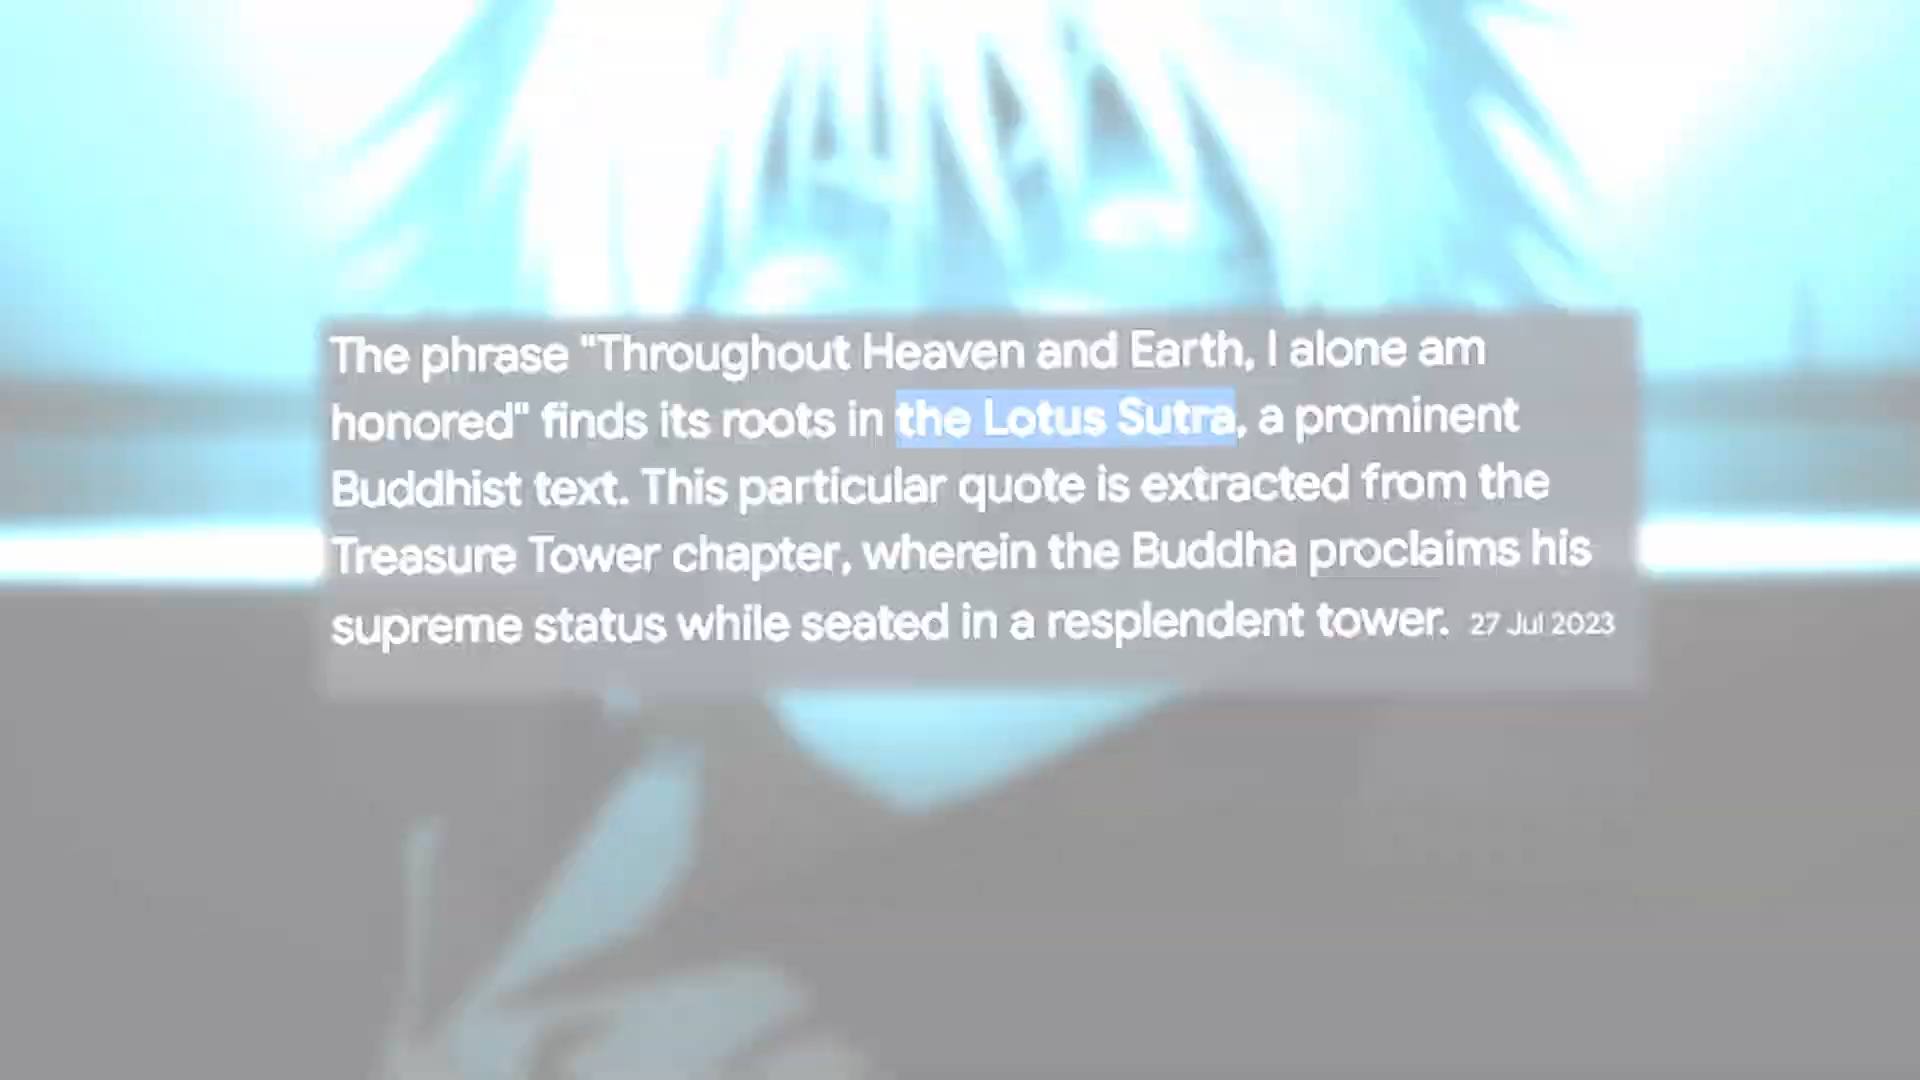 The phrase "Throughout Heaven and Earth, I alone am
honored" finds its roots in the Lotus Sutra, a prominent
Buddhist text. This particular quote is extracted from the
Treasure Tower chapter, wherein the Buddha proclaims his
supreme status while seated in a resplendent tower. 27 Jul 2023